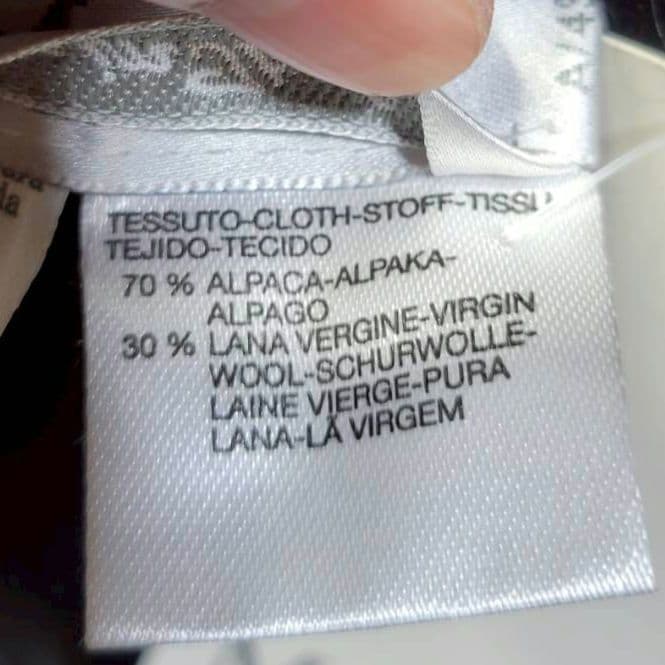 TESSUTO-CLOTH-STOFF-TISSU
TEJIDO-TECIDO
70 % ALPACA-ALPAKA-
ALPAGO
30 % LANA VERGINE-VIRGIN
WOOL-SCHURWOLLE-
LAINE VIERGE-PURA
LANA-LÃ VIRGEM